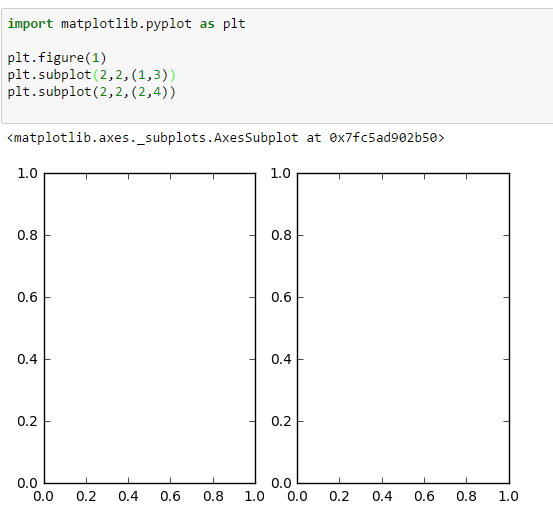 import matplotlib.pyplot as plt
plt.figure(1)
plt.subplot(2,2,(1,3))
plt.subplot(2,2,(2,4))
<matplotlib.axes._subplots.AxesSubplot at 0x7fc5ad902b50>
1.0 1.0
0.8 0.8
0.6 0.6
0.4 0.4
0.2 0.2
0.0 0.0
0.0 0.2 0.4 0.6 0.8 1.0 0.0 0.2 0.4 0.6 0.8 1.0